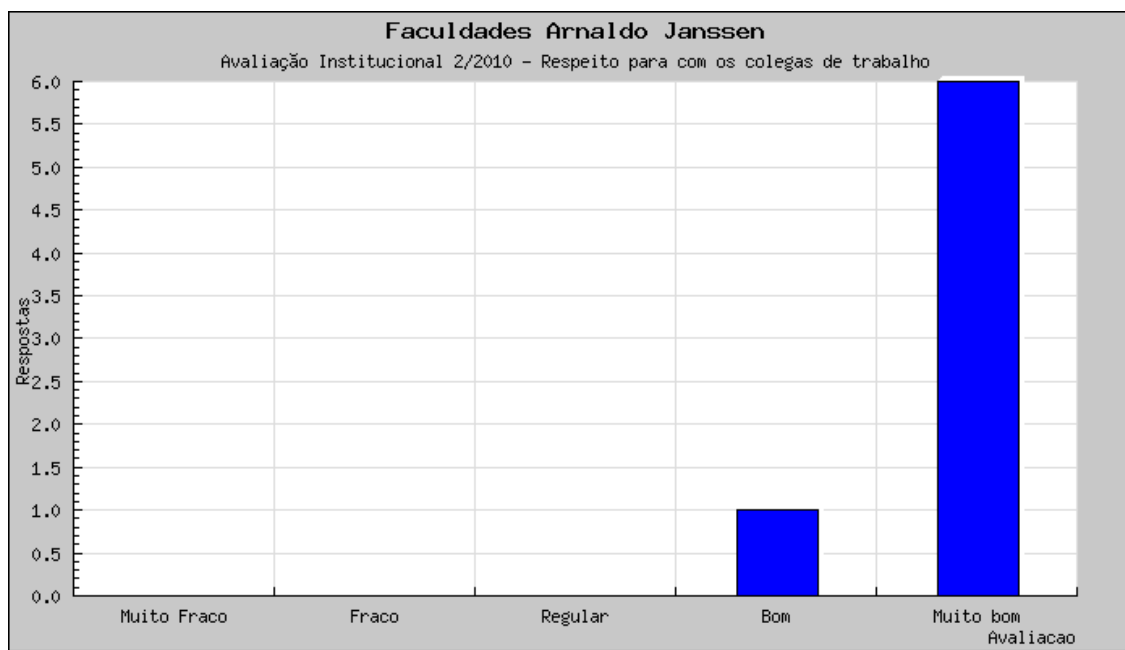 Faculdades Arnaldo Janssen
Avaliação Institucional 2/2010 - Respeito para com os colegas de trabalho
6.0
5.5
5.0
4.5
4.0
3.5
3.0
2.5
2.0
1.5
1.0
0.5
0.0
Respostas
Muito Fraco Fraco Regular Bom Muito bom
Avaliacao